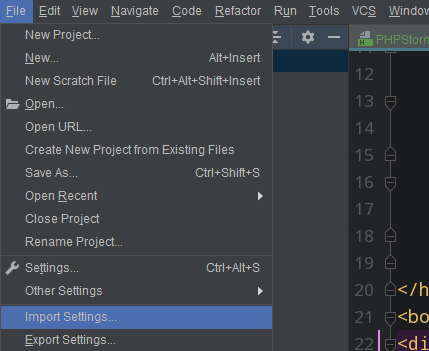 File Edit View Navigate Code Refactor Run Tools VCS Window
New Project...
PHPStorm
New... Alt+Insert
12
New Scratch File Ctrl+Alt+Shift+Insert
Open...
13
Open URL...
14
Create New Project from Existing Files
15
Save As... Ctrl+Shift+S
16
Open Recent
17
Close Project
18
Rename Project...
19
Settings... Ctrl+Alt+S
Other Settings
20 </h
Import Settings...
21 <bo
Export Settings...
22 <di